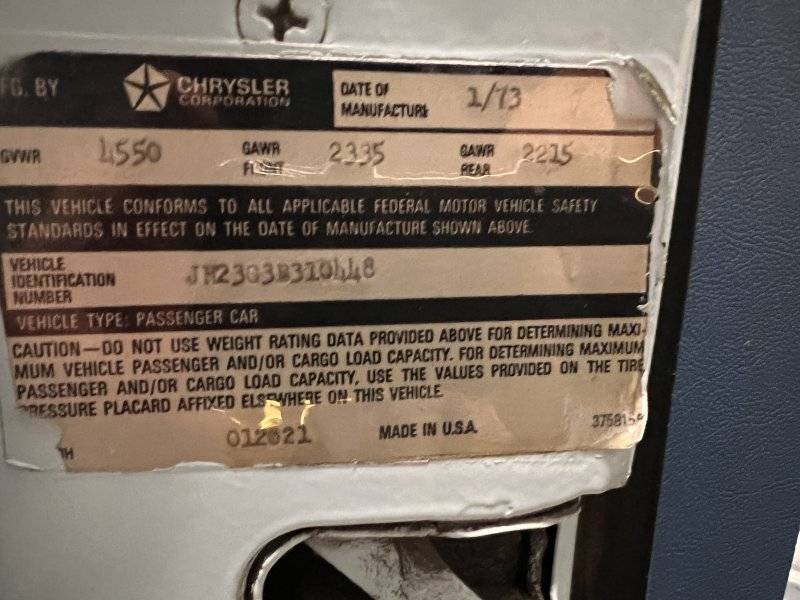 FG. BY CHRYSLER CORPORATION DATE OF MANUFACTURE 1/73
GVWR 4550 GAWR FRONT 2335 GAWR REAR 2215
THIS VEHICLE CONFORMS TO ALL APPLICABLE FEDERAL MOTOR VEHICLE SAFETY
STANDARDS IN EFFECT ON THE DATE OF MANUFACTURE SHOWN ABOVE.
VEHICLE
IDENTIFICATION
NUMBER
JH23G3B310448
VEHICLE TYPE: PASSENGER CAR
CAUTION—DO NOT USE WEIGHT RATING DATA PROVIDED ABOVE FOR DETERMINING MAXI-
MUM VEHICLE PASSENGER AND/OR CARGO LOAD CAPACITY. FOR DETERMINING MAXIMUM
PASSENGER AND/OR CARGO LOAD CAPACITY, USE THE VALUES PROVIDED ON THE TIRE
PRESSURE PLACARD AFFIXED ELSEWHERE ON THIS VEHICLE.
012621 MADE IN U.S.A.